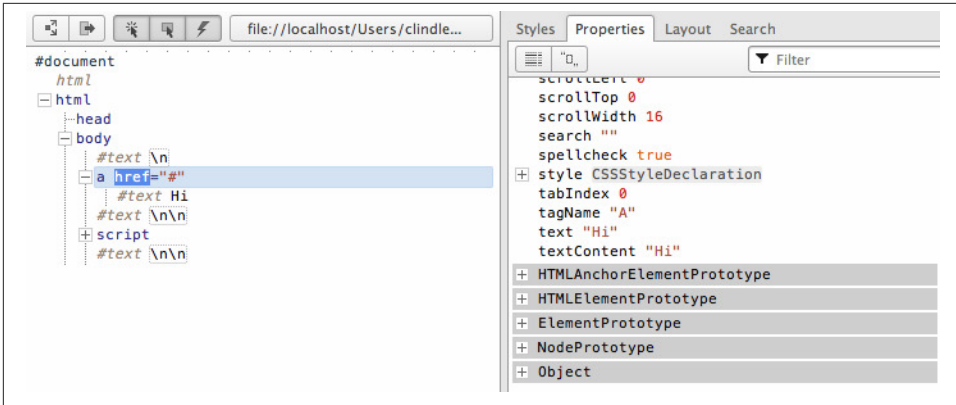 file://localhost/Users/clindle...
#document
html
html
head
body
#text \n
a href="#"
#text Hi
#text \n\n
script
#text \n\n
Styles Properties Layout Search
"▯„ Filter
scrollLeft 0
scrollTop 0
scrollWidth 16
search ""
spellcheck true
style CSSStyleDeclaration
tabIndex 0
tagName "A"
text "Hi"
textContent "Hi"
HTMLAnchorElementPrototype
HTMLElementPrototype
ElementPrototype
NodePrototype
Object